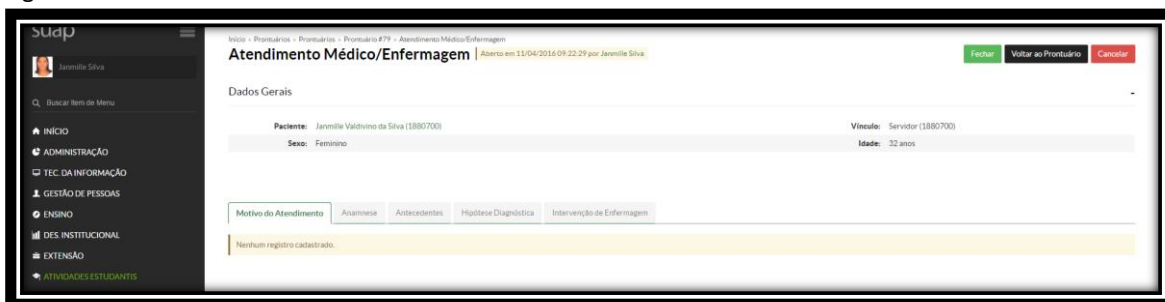 suap
Janmille Silva
Buscar Item de Menu
INÍCIO
ADMINISTRAÇÃO
TEC. DA INFORMAÇÃO
GESTÃO DE PESSOAS
ENSINO
DES. INSTITUCIONAL
EXTENSÃO
ATIVIDADES ESTUDANTIS
Início » Prontuários » Prontuários » Prontuário #79 » Atendimento Médico/Enfermagem
Atendimento Médico/Enfermagem Aberto em 11/04/2016 09:22:29 por Janmille Silva
Fechar Voltar ao Prontuário Cancelar
Dados Gerais -
Paciente: Janmille Valdivino da Silva (1880700) Vínculo: Servidor (1880700)
Sexo: Feminino Idade: 32 anos
Motivo do Atendimento Anamnese Antecedentes Hipótese Diagnóstica Intervenção de Enfermagem
Nenhum registro cadastrado.